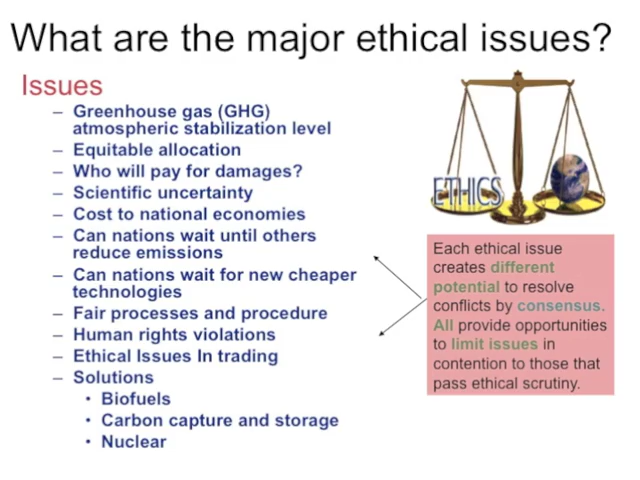 What are the major ethical issues?
Issues
– Greenhouse gas (GHG)
atmospheric stabilization level
– Equitable allocation
– Who will pay for damages?
– Scientific uncertainty
– Cost to national economies
– Can nations wait until others
reduce emissions
– Can nations wait for new cheaper
technologies
– Fair processes and procedure
– Human rights violations
– Ethical Issues In trading
– Solutions
• Biofuels
• Carbon capture and storage
• Nuclear
ETHICS
Each ethical issue
creates different
potential to resolve
conflicts by consensus.
All provide opportunities
to limit issues in
contention to those that
pass ethical scrutiny.